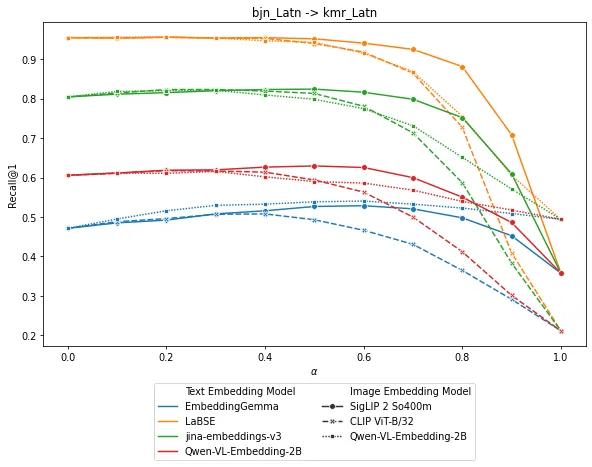 bjn_Latn -> kmr_Latn
Recall@1
0.9
0.8
0.7
0.6
0.5
0.4
0.3
0.2
0.0 0.2 0.4 0.6 0.8 1.0
α
Text Embedding Model Image Embedding Model
EmbeddingGemma SigLIP 2 So400m
LaBSE CLIP ViT-B/32
jina-embeddings-v3 Qwen-VL-Embedding-2B
Qwen-VL-Embedding-2B